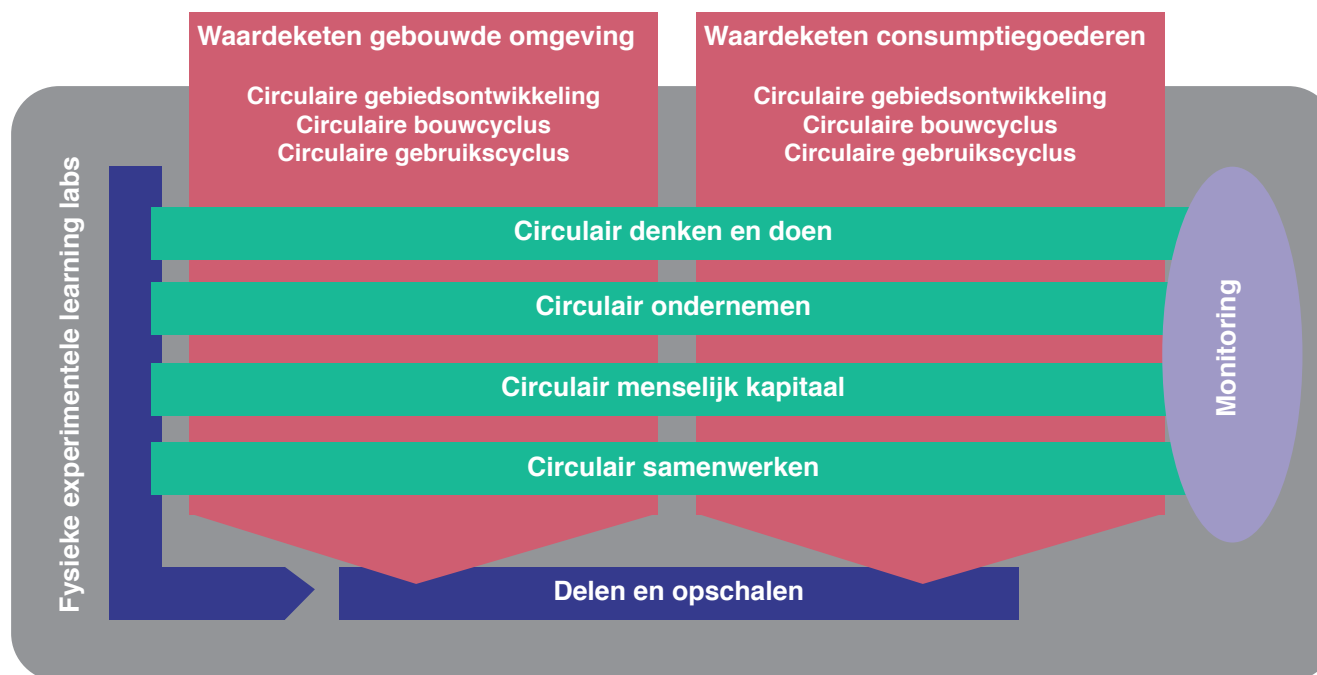 Waardeketen gebouwde omgeving
Circulaire gebiedsontwikkeling
Circulaire bouwcyclus
Circulaire gebruikscyclus
Waardeketen consumptiegoederen
Circulaire gebiedsontwikkeling
Circulaire bouwcyclus
Circulaire gebruikscyclus
Fysieke experimentele learning labs
Circulair denken en doen
Circulair ondernemen
Circulair menselijk kapitaal
Circulair samenwerken
Monitoring
Delen en opschalen